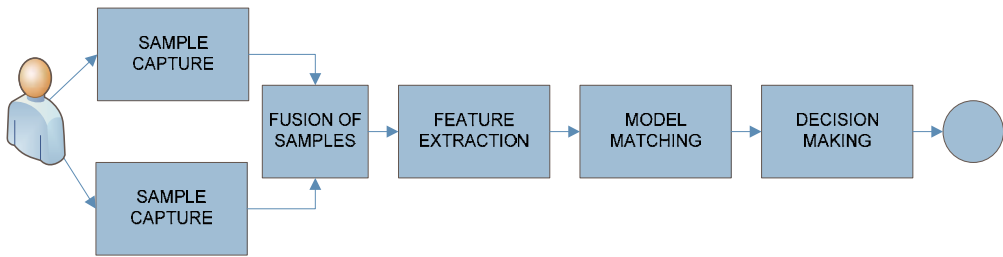 SAMPLE
CAPTURE
SAMPLE
CAPTURE
FUSION OF
SAMPLES
FEATURE
EXTRACTION
MODEL
MATCHING
DECISION
MAKING